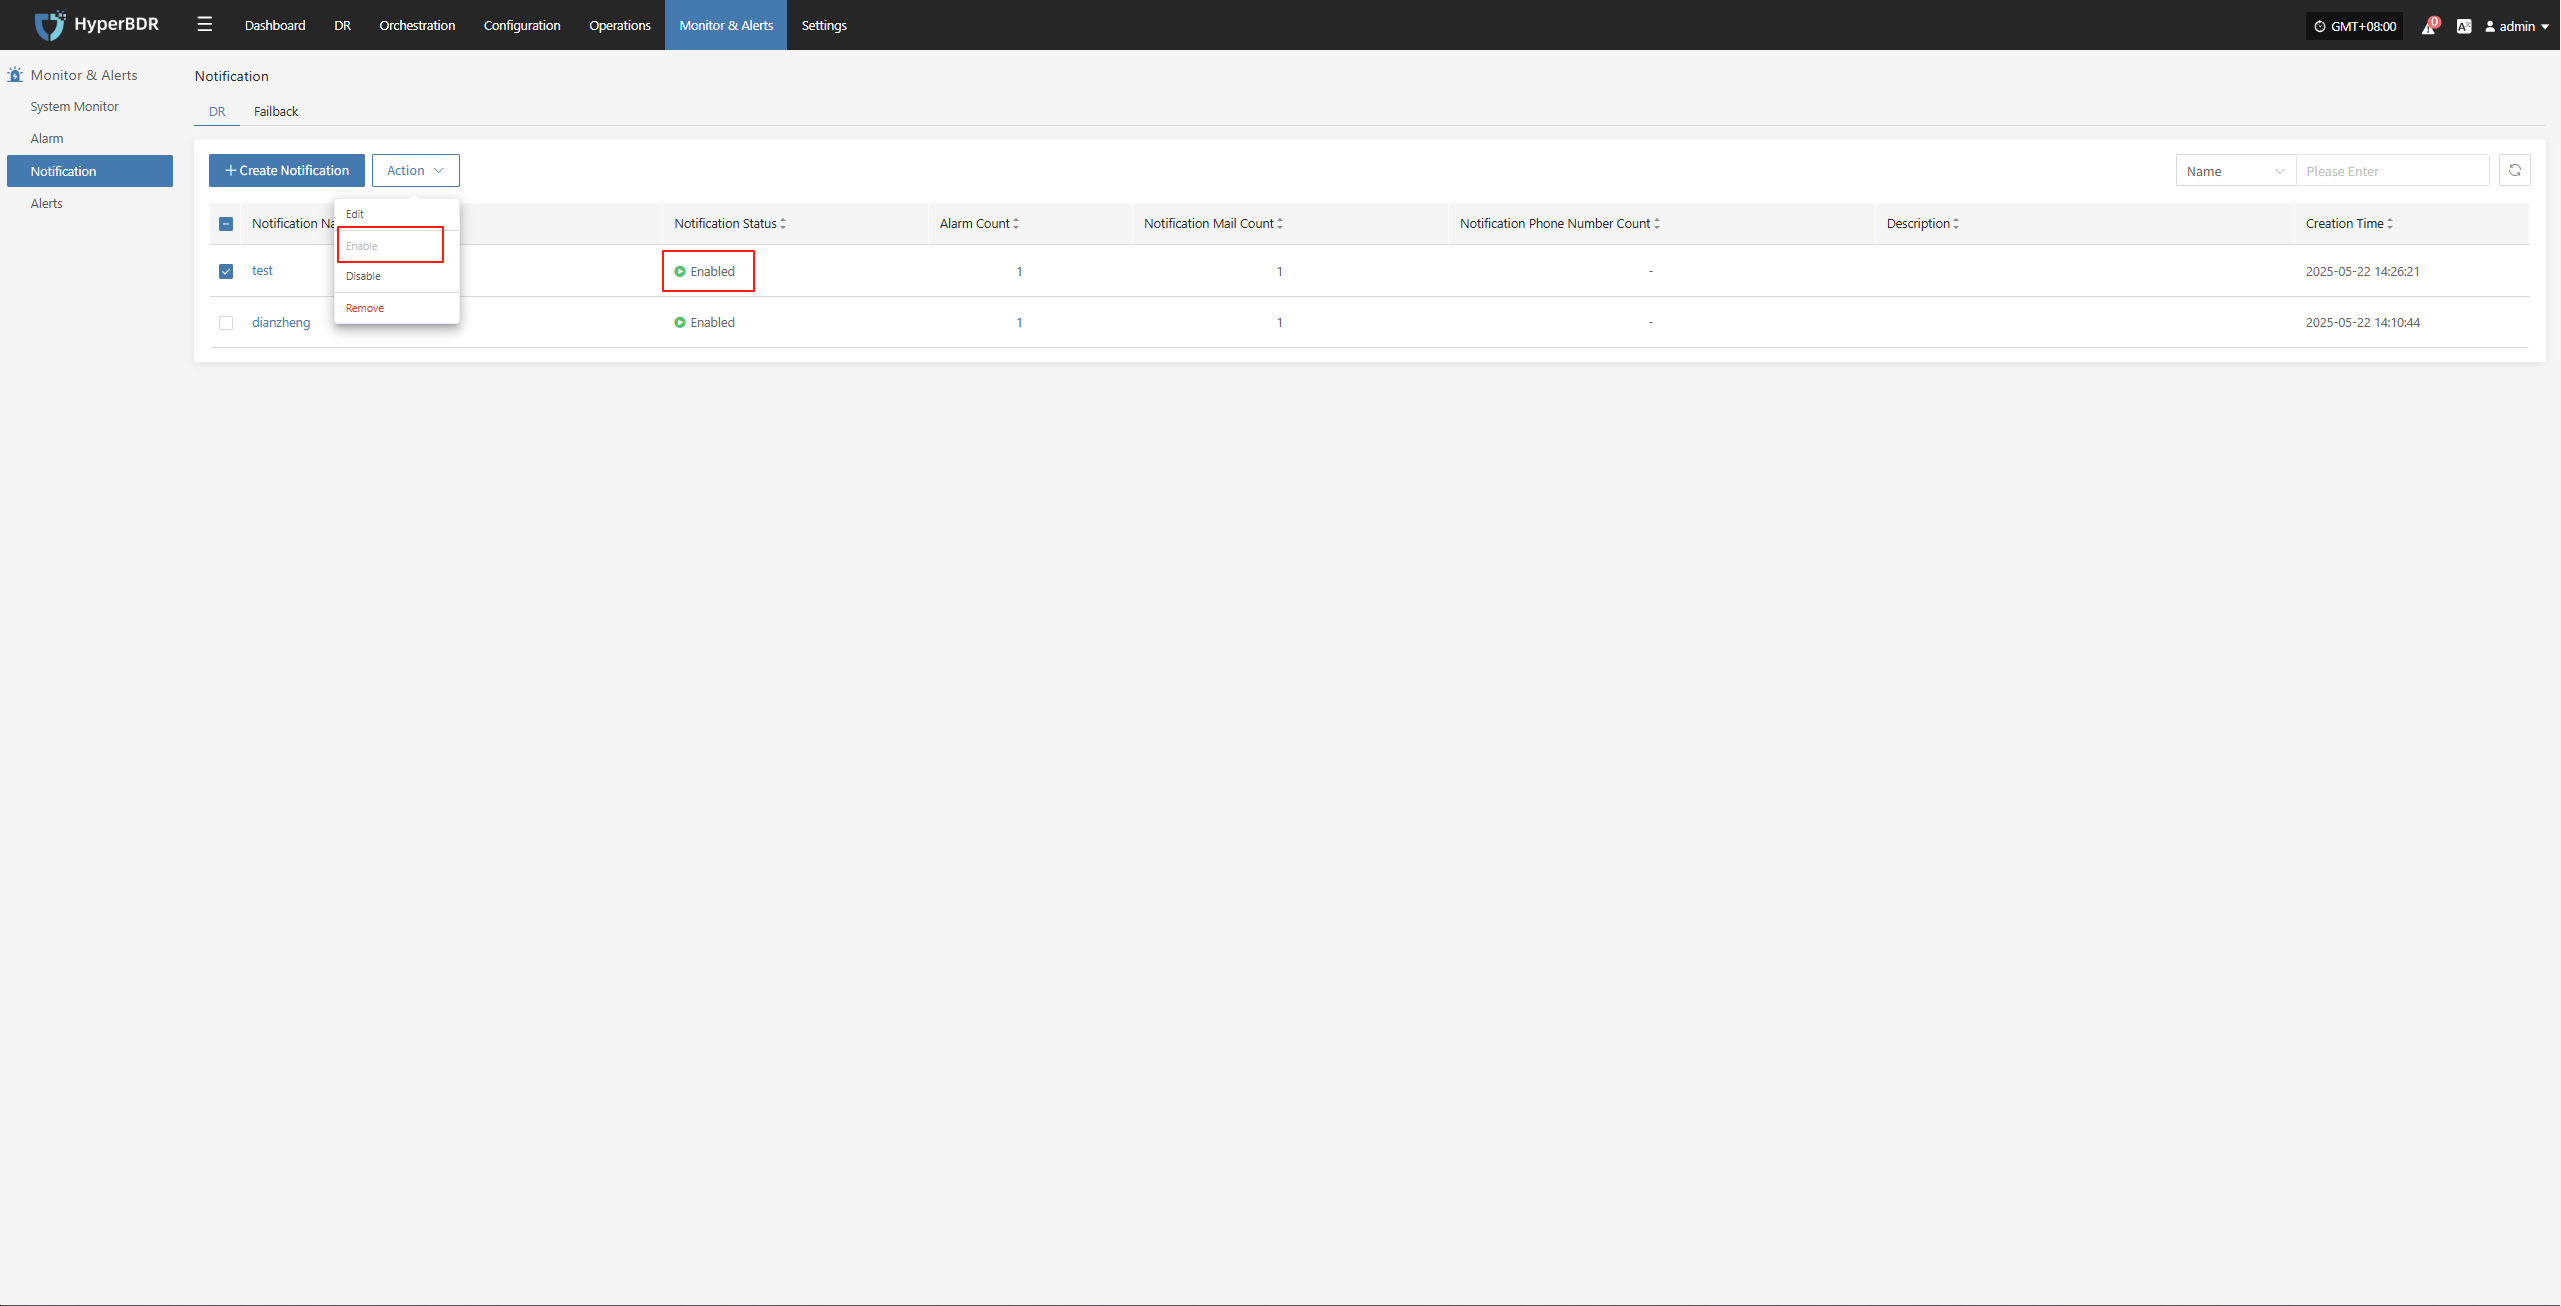 HyperBDR
Dashboard DR Orchestration Configuration Operations Monitor & Alerts Settings
GMT+08:00 0 admin
Monitor & Alerts
System Monitor
Alarm
Notification
Alerts
Notification
DR Failback
+ Create Notification Action
Name Please Enter
Notification Na Notification Status Alarm Count Notification Mail Count Notification Phone Number Count Description Creation Time
Edit
Enable
Disable
Remove
test Enabled 1 1 - 2025-05-22 14:26:21
dianzheng Enabled 1 1 - 2025-05-22 14:10:44